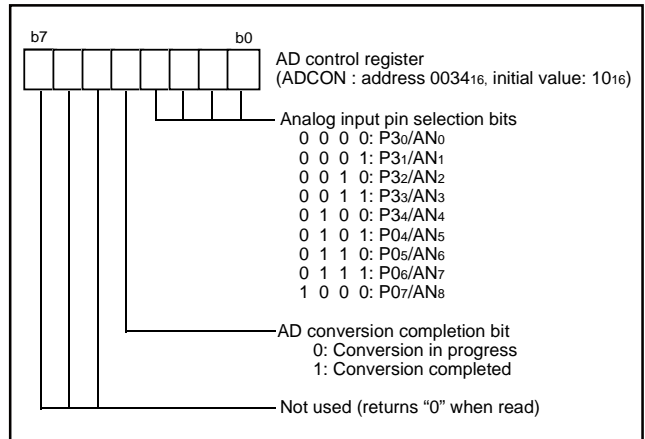 b7 b0
AD control register
(ADCON : address 003416, initial value: 1016)
Analog input pin selection bits
0 0 0 0: P30/AN0
0 0 0 1: P31/AN1
0 0 1 0: P32/AN2
0 0 1 1: P33/AN3
0 1 0 0: P34/AN4
0 1 0 1: P04/AN5
0 1 1 0: P05/AN6
0 1 1 1: P06/AN7
1 0 0 0: P07/AN8
AD conversion completion bit
0: Conversion in progress
1: Conversion completed
Not used (returns “0” when read)